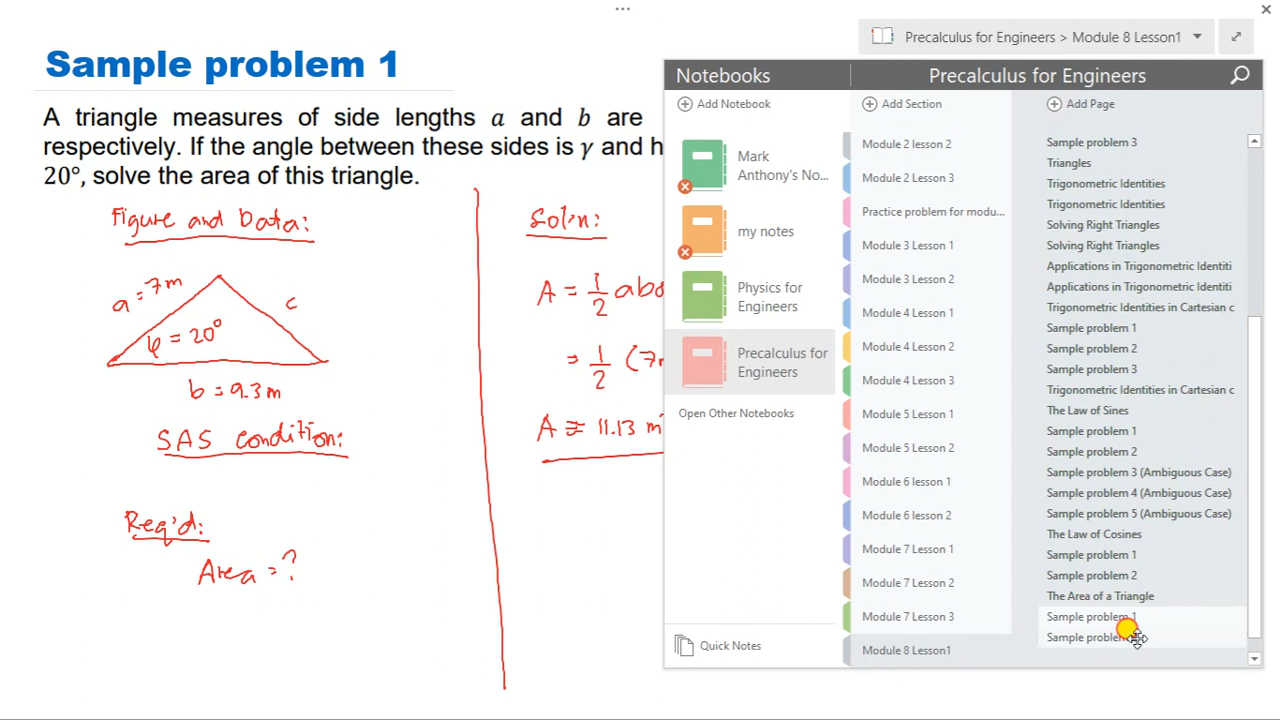 Sample problem 1
A triangle measures of side lengths a and b are
respectively. If the angle between these sides is γ and h
20°, solve the area of this triangle.
Figure and Data:
a = 7m
c
φ = 20°
b = 9.3m
SAS condition:
Req'd:
Area = ?
Sol'n:
A = 1/2 ab
= 1/2 (7m
A ≅ 11.13 m
Precalculus for Engineers > Module 8 Lesson1
Notebooks
Precalculus for Engineers
Add Notebook
Add Section
Add Page
Mark
Anthony's No...
my notes
Physics for
Engineers
Precalculus for
Engineers
Open Other Notebooks
Quick Notes
Module 2 lesson 2
Module 2 Lesson 3
Practice problem for modu...
Module 3 Lesson 1
Module 3 Lesson 2
Module 4 Lesson 1
Module 4 Lesson 2
Module 4 Lesson 3
Module 5 Lesson 1
Module 5 Lesson 2
Module 6 lesson 1
Module 6 lesson 2
Module 7 Lesson 1
Module 7 Lesson 2
Module 7 Lesson 3
Module 8 Lesson1
Sample problem 3
Triangles
Trigonometric Identities
Trigonometric Identities
Solving Right Triangles
Solving Right Triangles
Applications in Trigonometric Identiti
Applications in Trigonometric Identiti
Trigonometric Identities in Cartesian c
Sample problem 1
Sample problem 2
Sample problem 3
Trigonometric Identities in Cartesian c
The Law of Sines
Sample problem 1
Sample problem 2
Sample problem 3 (Ambiguous Case)
Sample problem 4 (Ambiguous Case)
Sample problem 5 (Ambiguous Case)
The Law of Cosines
Sample problem 1
Sample problem 2
The Area of a Triangle
Sample problem 1
Sample problem